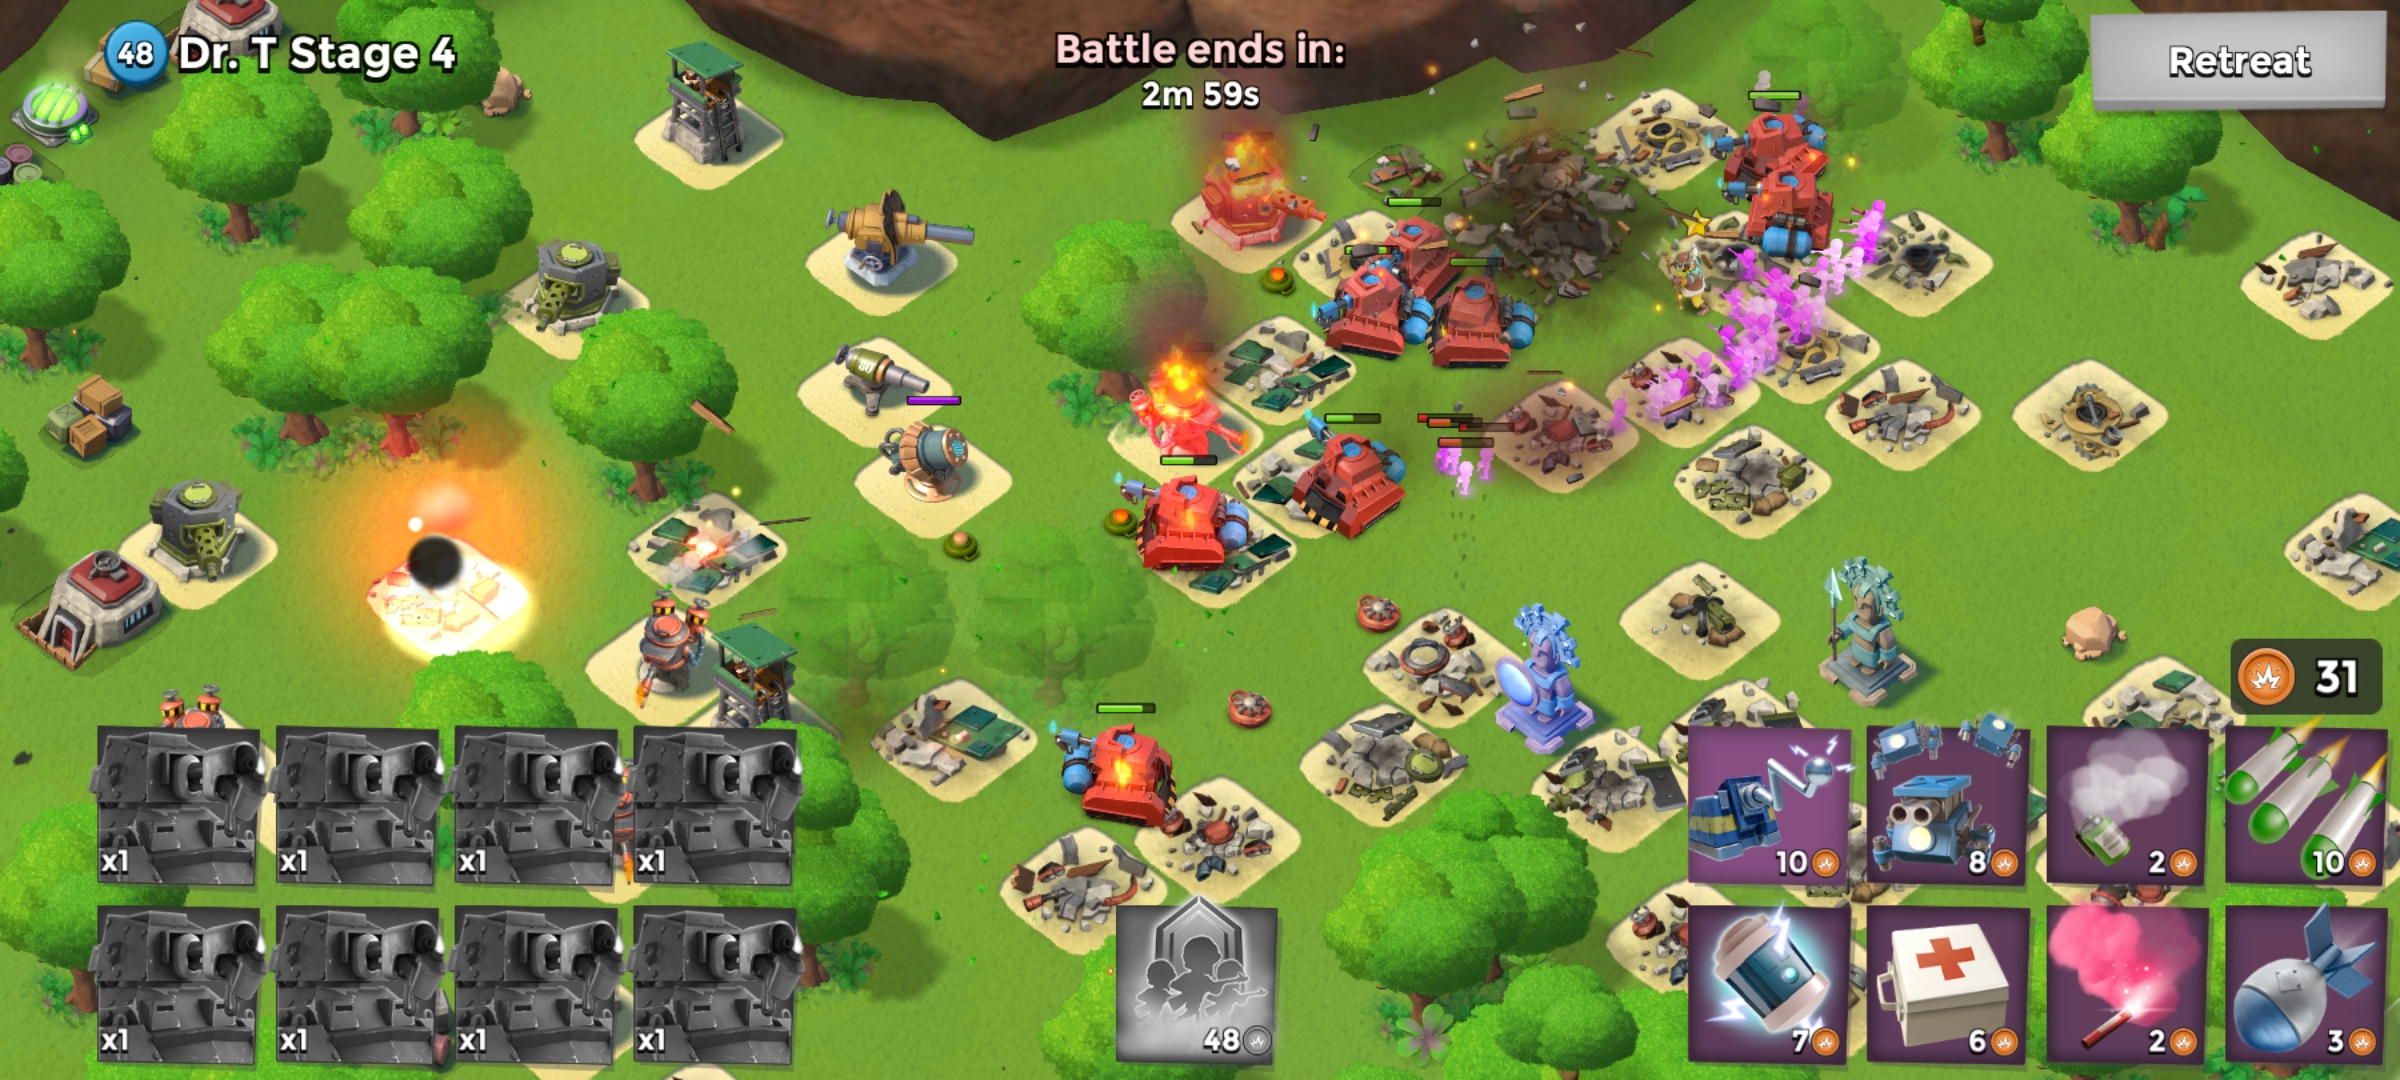 48 Dr. T Stage 4
Battle ends in:
2m 59s
Retreat
31
x1 x1 x1 x1
10 8 2 10
x1 x1 x1 x1
48
7 6 2 3